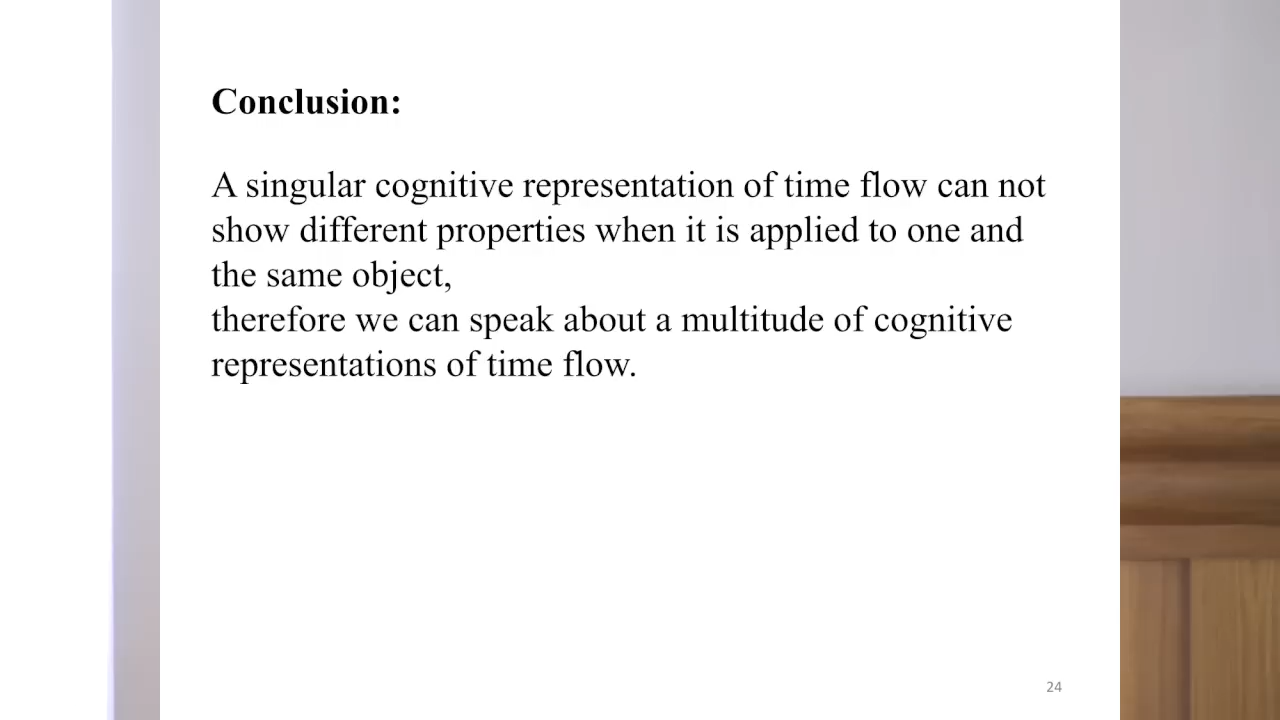 Conclusion:
A singular cognitive representation of time flow can not
show different properties when it is applied to one and
the same object,
therefore we can speak about a multitude of cognitive
representations of time flow.
24